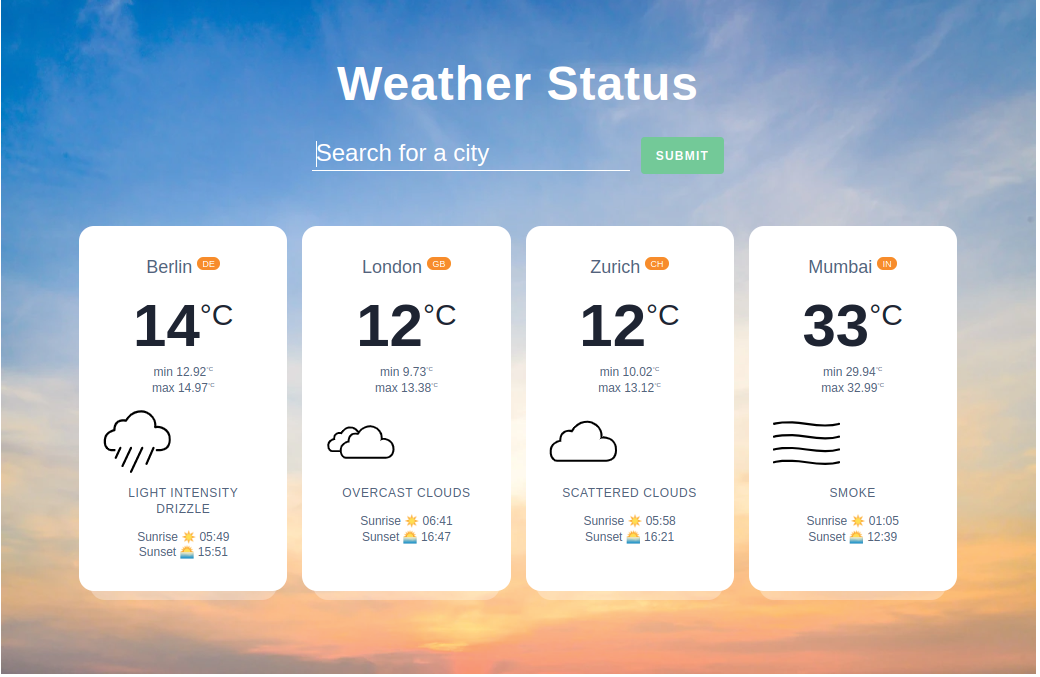 Weather Status
Search for a city
SUBMIT
Berlin DE
14°C
min 12.92°C
max 14.97°C
LIGHT INTENSITY
DRIZZLE
Sunrise ☀️ 05:49
Sunset 🌅 15:51
London GB
12°C
min 9.73°C
max 13.38°C
OVERCAST CLOUDS
Sunrise ☀️ 06:41
Sunset 🌅 16:47
Zurich CH
12°C
min 10.02°C
max 13.12°C
SCATTERED CLOUDS
Sunrise ☀️ 05:58
Sunset 🌅 16:21
Mumbai IN
33°C
min 29.94°C
max 32.99°C
SMOKE
Sunrise ☀️ 01:05
Sunset 🌅 12:39